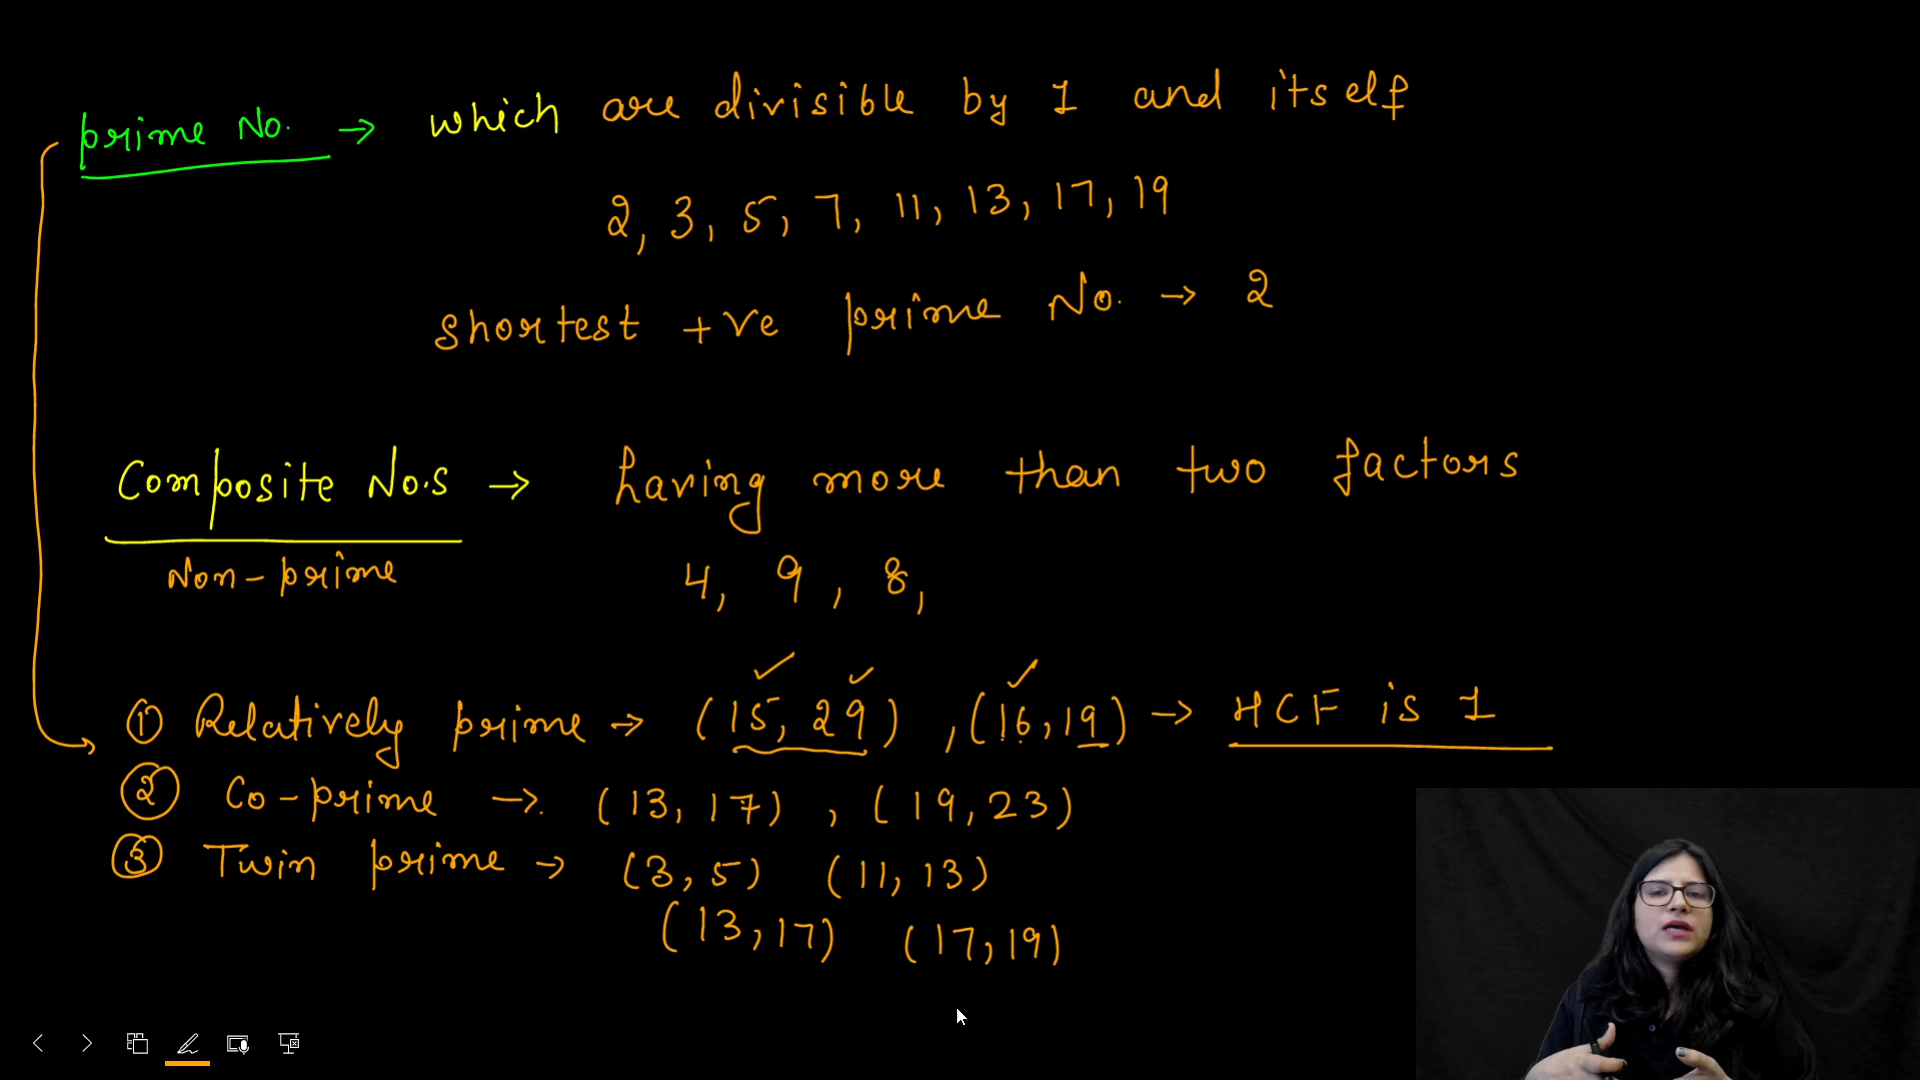 prime No. → which are divisible by 1 and itself
2, 3, 5, 7, 11, 13, 17, 19
shortest +ve prime No. → 2
Composite No.s → having more than two factors
Non-prime
4, 9, 8,
① Relatively prime → (15, 29) , (16, 19) → HCF is 1
② Co-prime → (13, 17) , (19, 23)
③ Twin prime → (3, 5) (11, 13)
(13, 17) (17, 19)